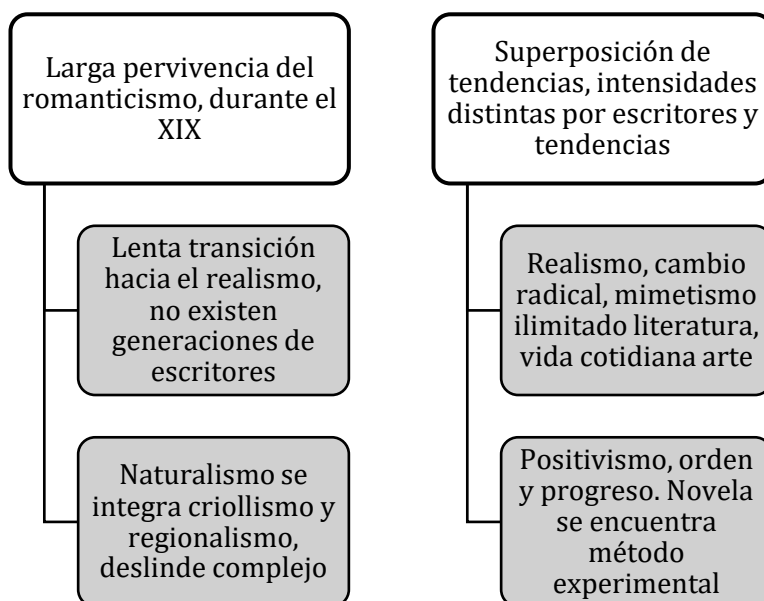 Larga pervivencia del
romanticismo, durante el
XIX
Lenta transición
hacia el realismo,
no existen
generaciones de
escritores
Naturalismo se
integra criollismo y
regionalismo,
deslinde complejo
Superposición de
tendencias, intensidades
distintas por escritores y
tendencias
Realismo, cambio
radical, mimetismo
ilimitado literatura,
vida cotidiana arte
Positivismo, orden
y progreso. Novela
se encuentra
método
experimental